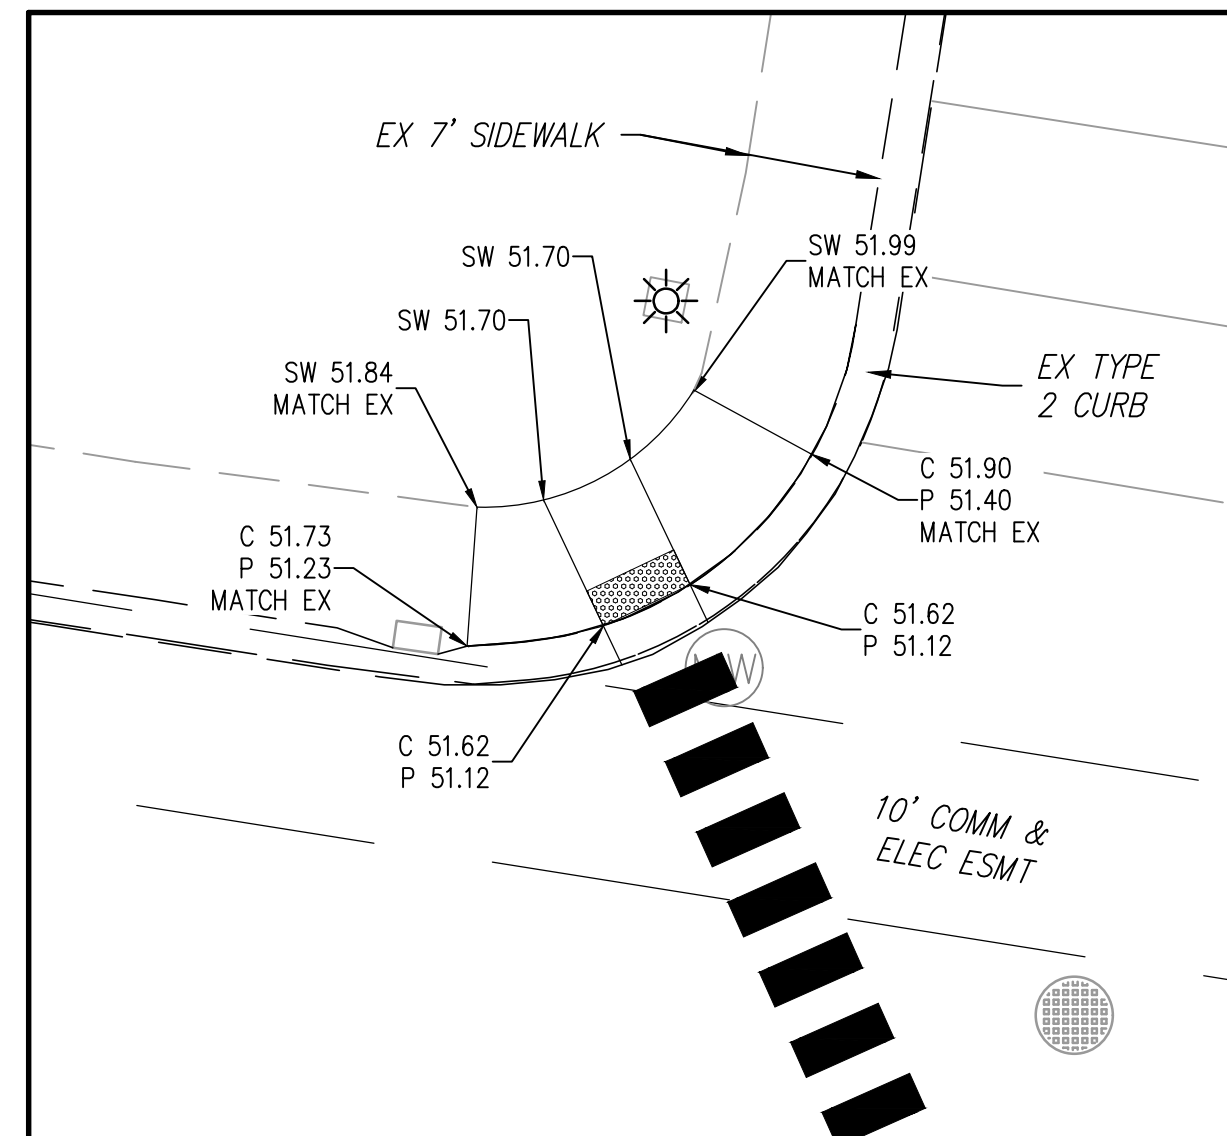 EX 7' SIDEWALK
SW 51.70
SW 51.99
MATCH EX
SW 51.70
SW 51.84
MATCH EX
EX TYPE
2 CURB
C 51.90
P 51.40
MATCH EX
C 51.73
P 51.23
MATCH EX
C 51.62
P 51.12
C 51.62
P 51.12
10' COMM &
ELEC ESMT